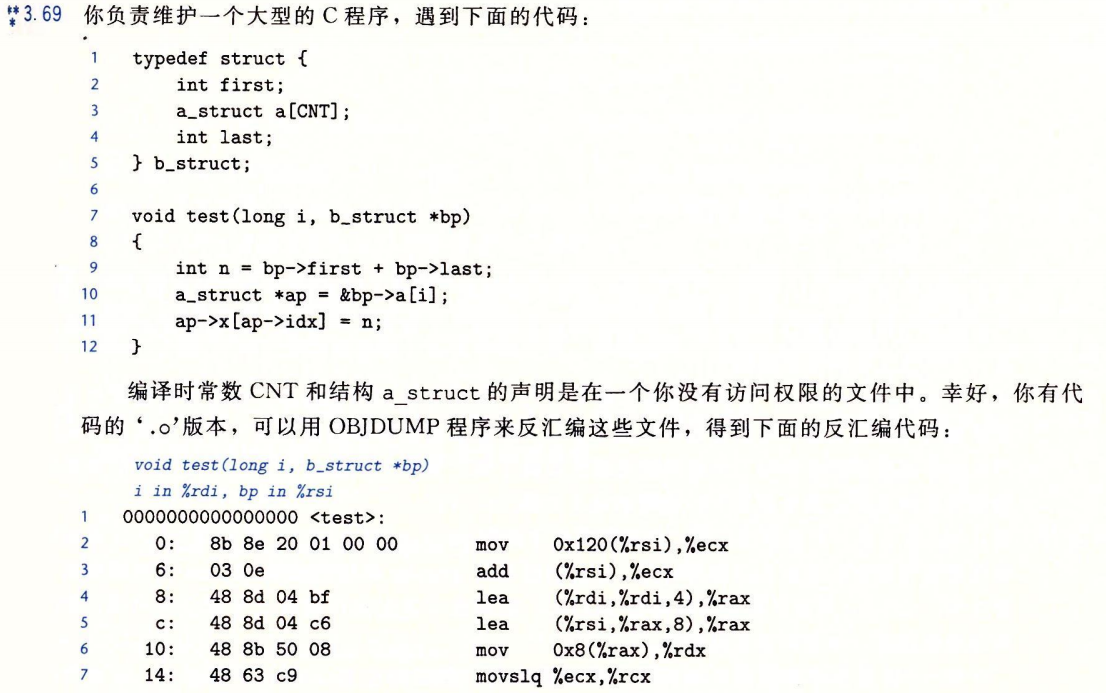 **3.69 你负责维护一个大型的 C 程序，遇到下面的代码：
1 typedef struct {
2 int first;
3 a_struct a[CNT];
4 int last;
5 } b_struct;
6
7 void test(long i, b_struct *bp)
8 {
9 int n = bp->first + bp->last;
10 a_struct *ap = &bp->a[i];
11 ap->x[ap->idx] = n;
12 }
编译时常数 CNT 和结构 a_struct 的声明是在一个你没有访问权限的文件中。幸好，你有代
码的‘.o’版本，可以用 OBJDUMP 程序来反汇编这些文件，得到下面的反汇编代码：
void test(long i, b_struct *bp)
i in %rdi, bp in %rsi
1 0000000000000000 <test>:
2 0: 8b 8e 20 01 00 00 mov 0x120(%rsi),%ecx
3 6: 03 0e add (%rsi),%ecx
4 8: 48 8d 04 bf lea (%rdi,%rdi,4),%rax
5 c: 48 8d 04 c6 lea (%rsi,%rax,8),%rax
6 10: 48 8b 50 08 mov 0x8(%rax),%rdx
7 14: 48 63 c9 movslq %ecx,%rcx